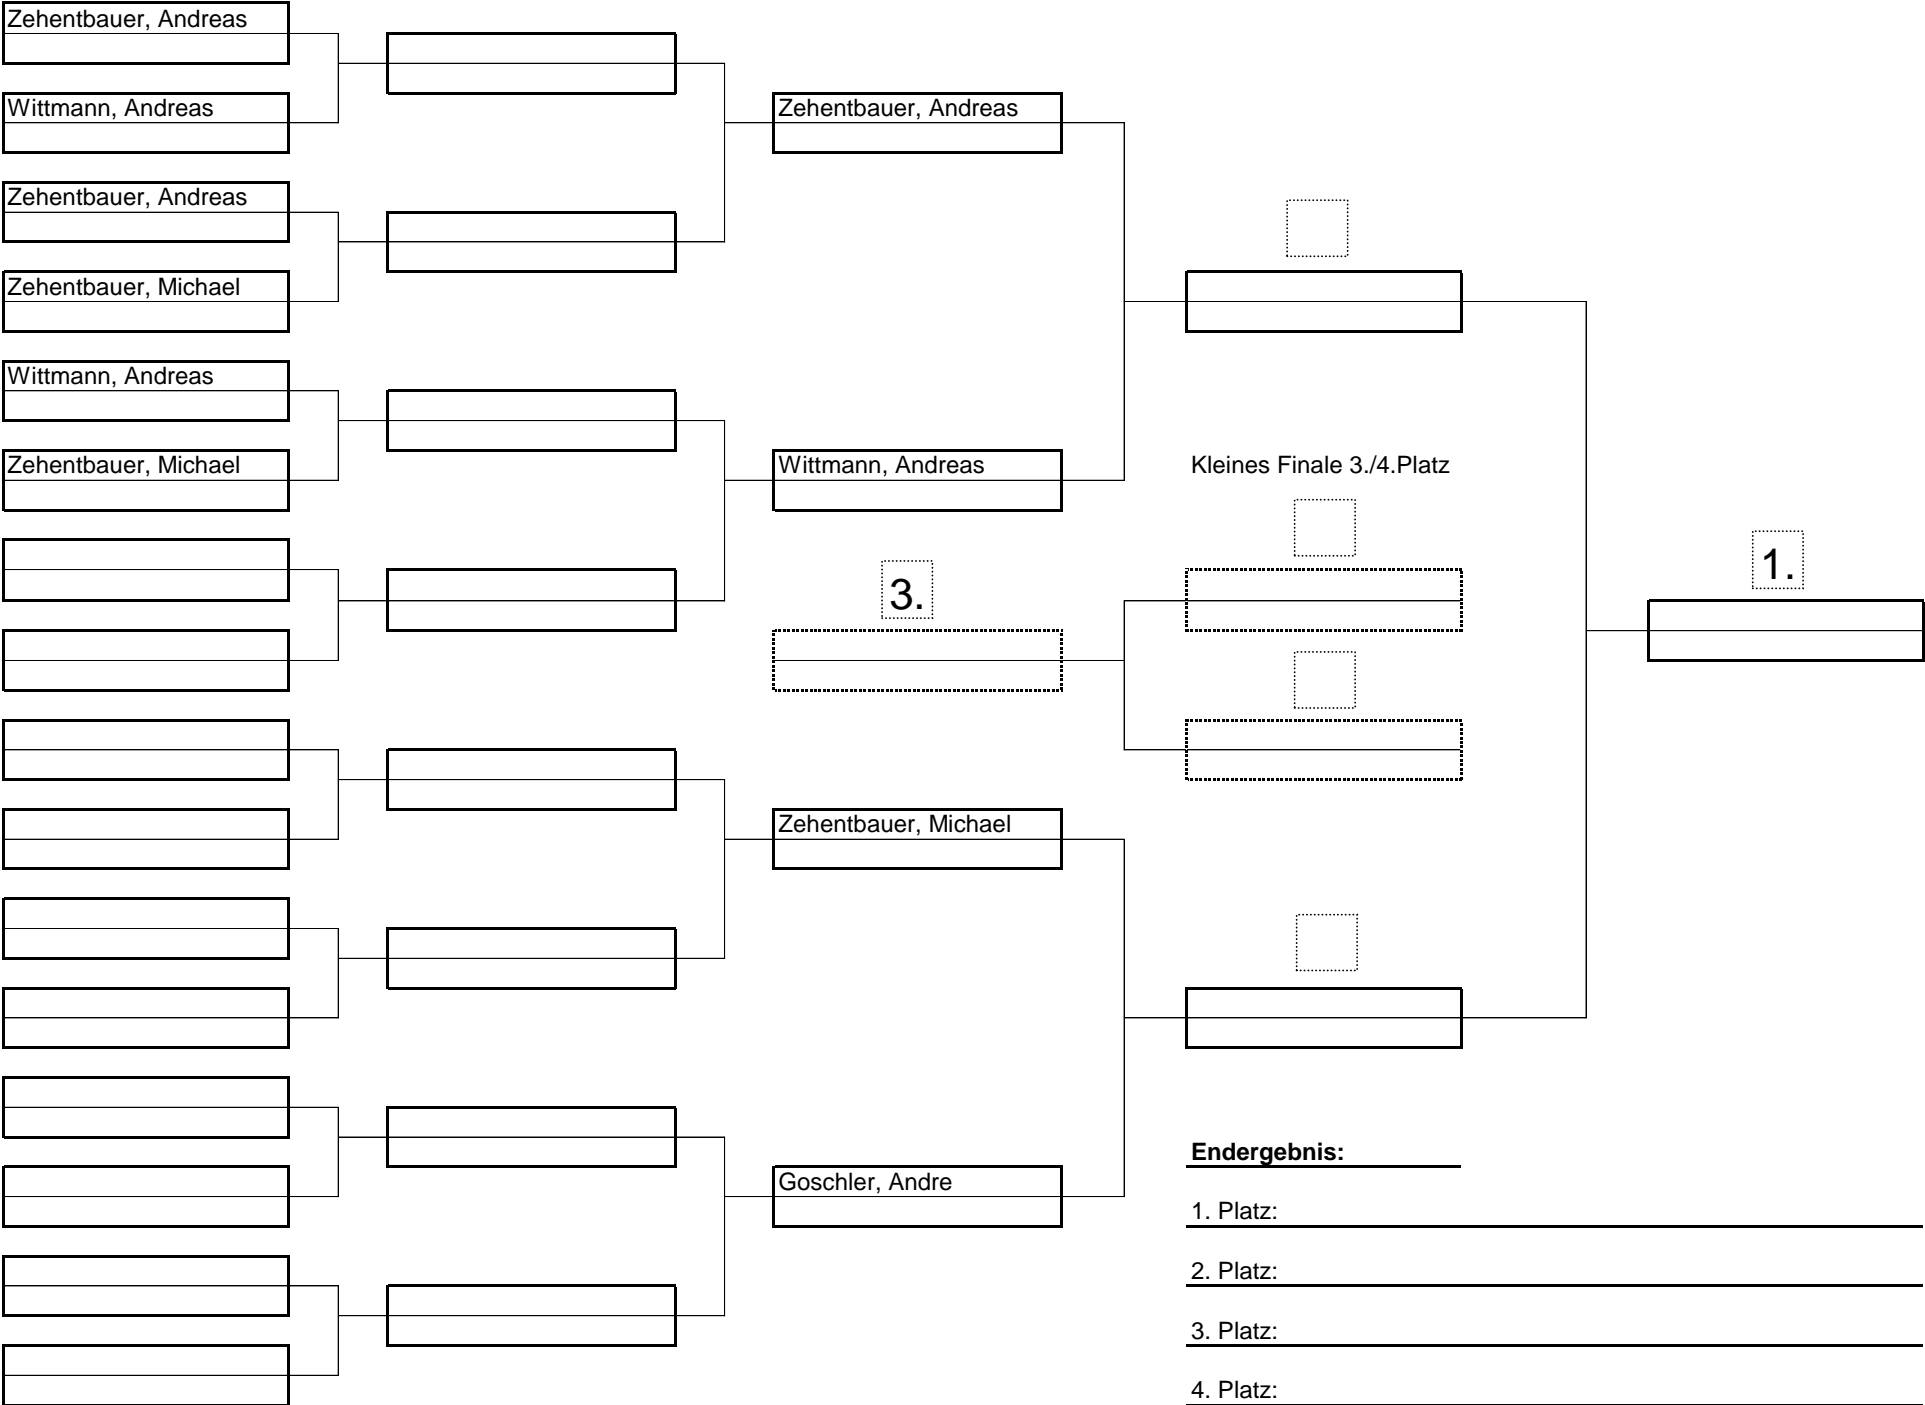 Zehentbauer, Andreas
Wittmann, Andreas
Zehentbauer, Andreas
Zehentbauer, Michael
Wittmann, Andreas
Zehentbauer, Michael
Zehentbauer, Andreas
Wittmann, Andreas
3.
Zehentbauer, Michael
Goschler, Andre
Kleines Finale 3./4.Platz
1.
Endergebnis:
1. Platz:
2. Platz:
3. Platz:
4. Platz: